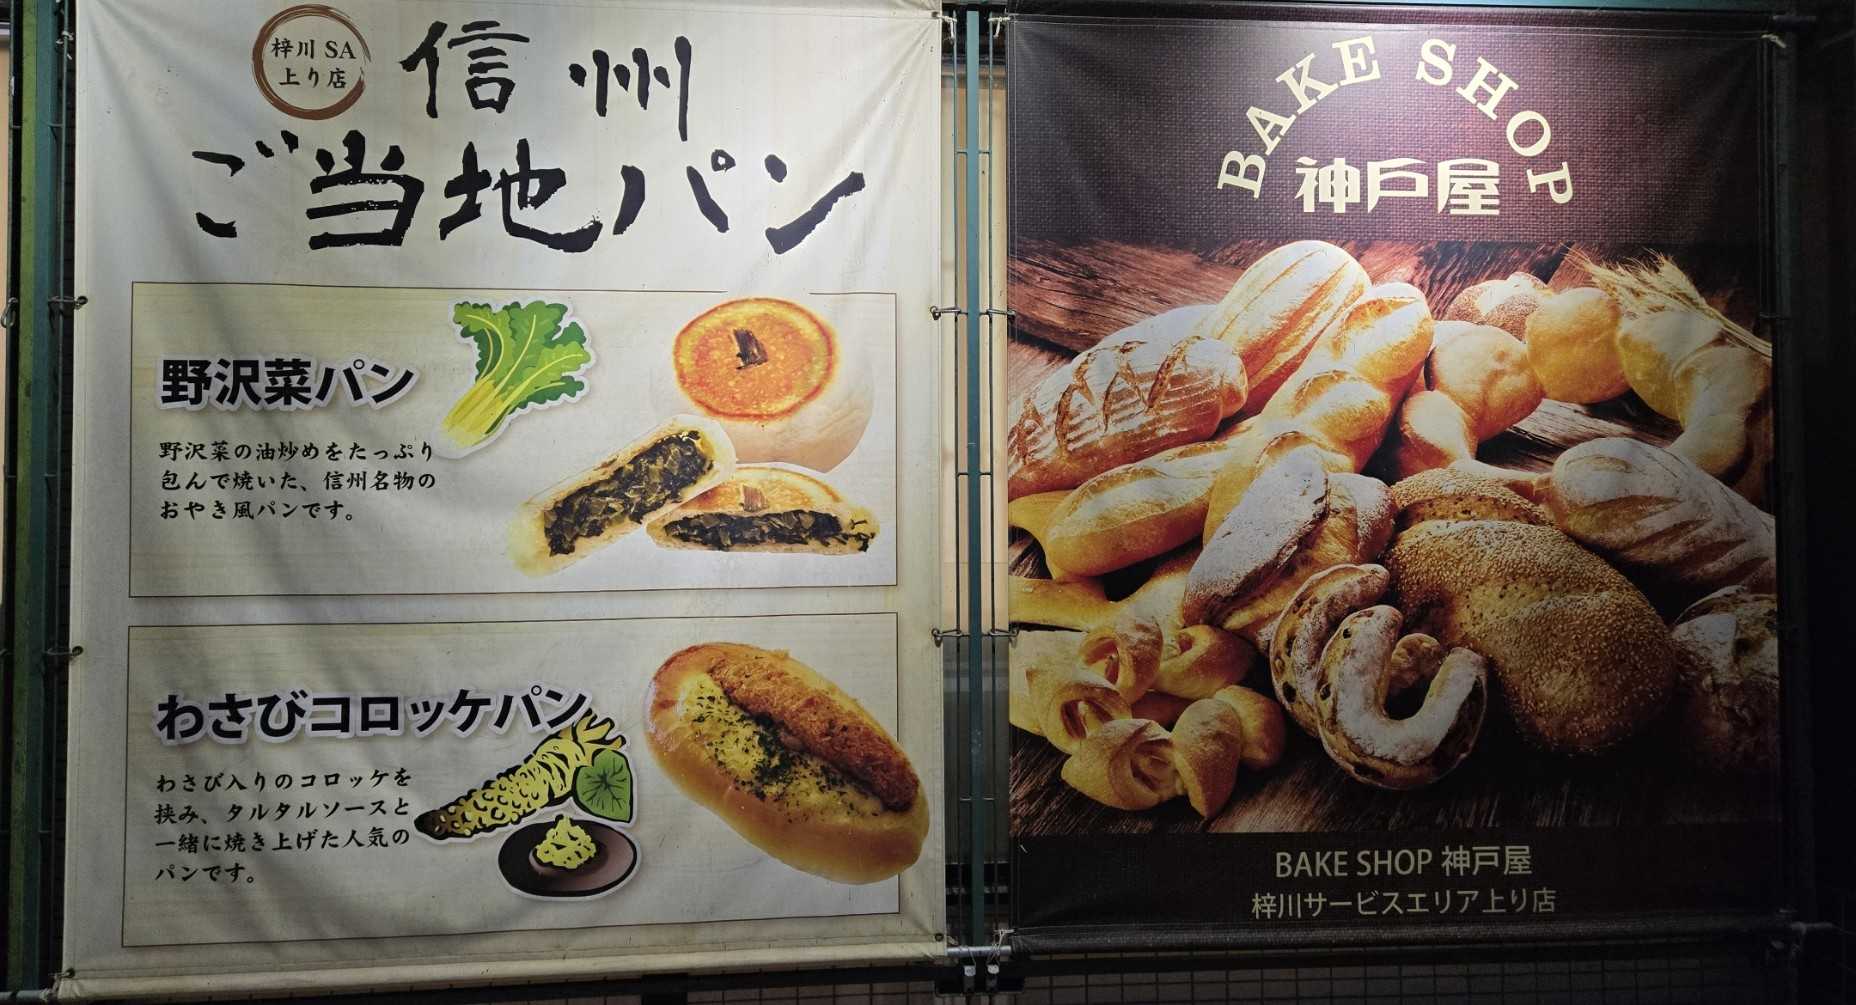 梓川 SA
上り店
信州
ご当地パン
野沢菜パン
野沢菜の油炒めをたっぷり
包んで焼いた、信州名物の
おやき風パンです。
わさびコロッケパン
わさび入りのコロッケを
挟み、タルタルソースと
一緒に焼き上げた人気の
パンです。
BAKE SHOP
神戸屋
BAKE SHOP 神戸屋
梓川サービスエリア上り店